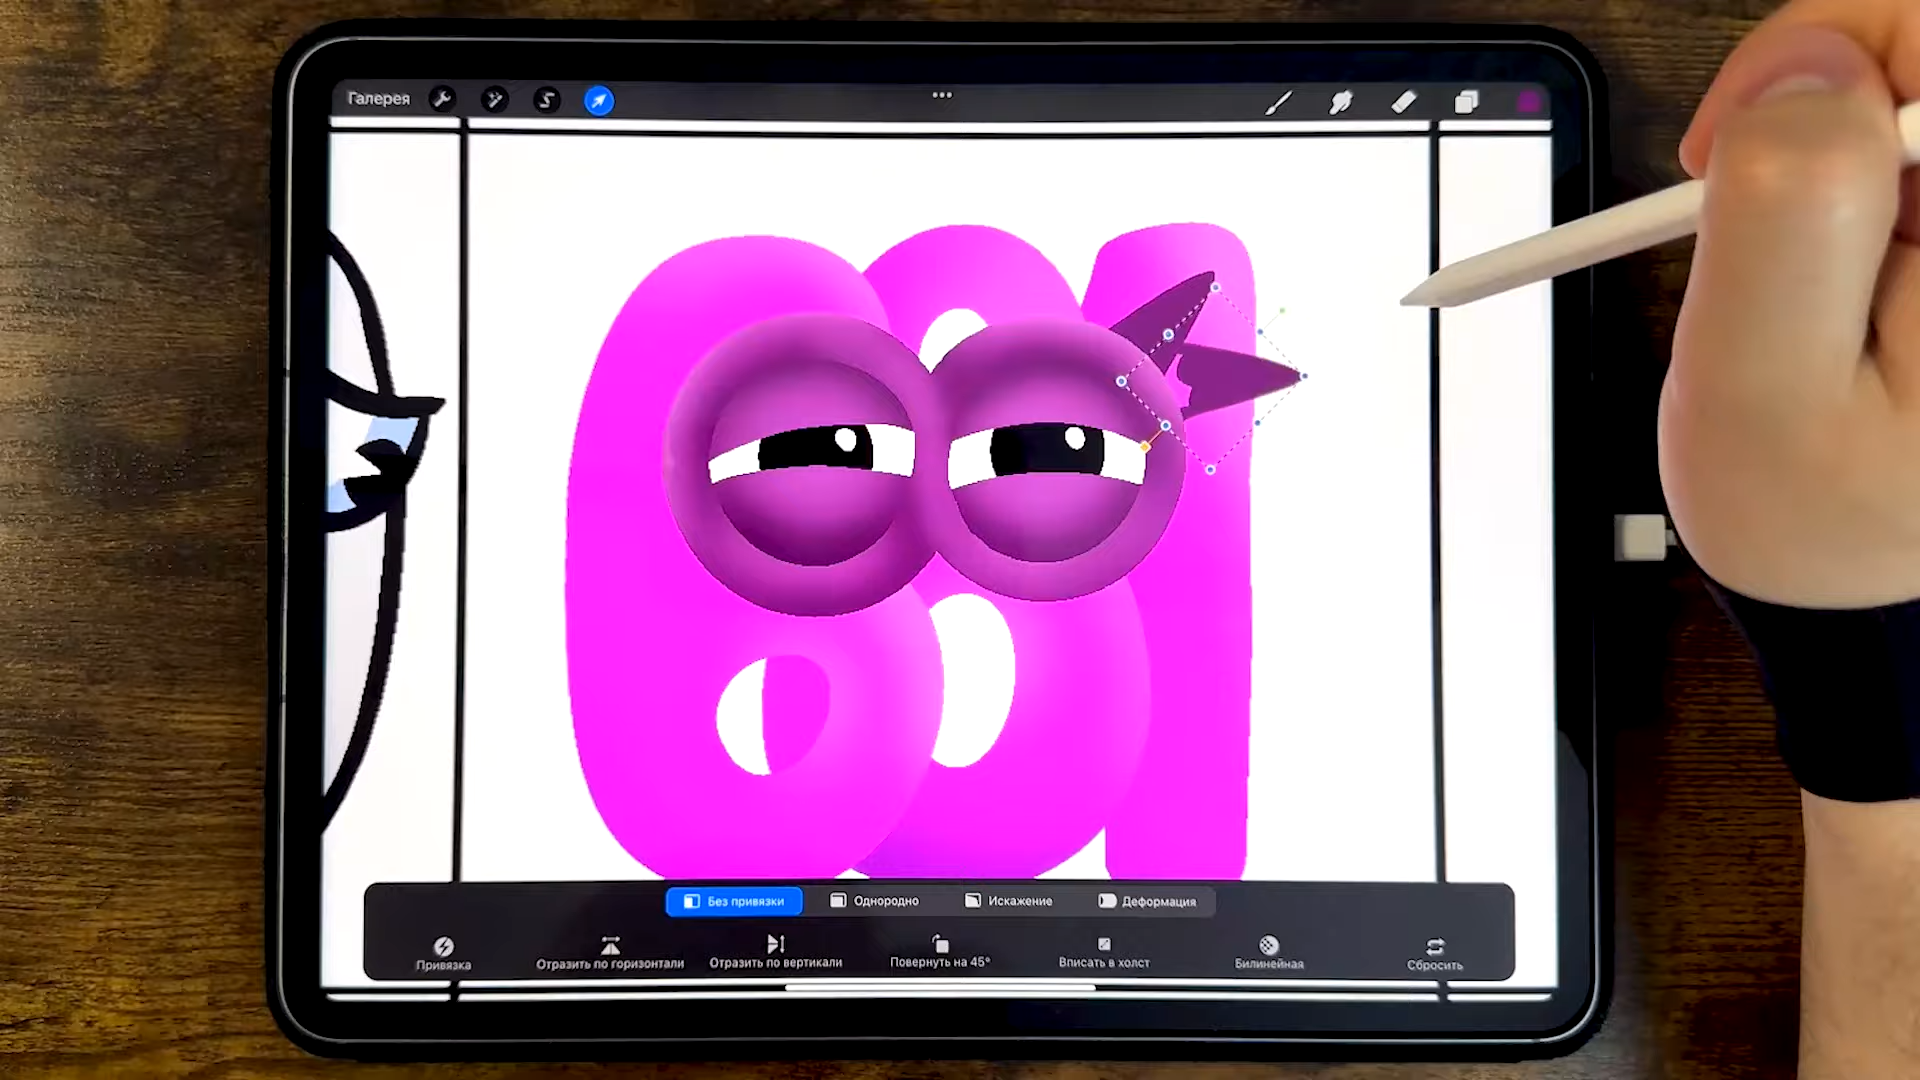 Галерея
681
Без привязки
Однородно
Искажение
Деформация
Привязка
Отразить по горизонтали
Отразить по вертикали
Повернуть на 45°
Вписать в холст
Билинейная
Сбросить